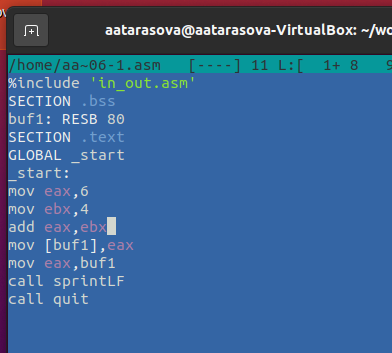 aatarasova@aatarasova-VirtualBox: ~/wo
/home/aa~06-1.asm [----] 11 L:[ 1+ 8 9
%include 'in_out.asm'
SECTION .bss
buf1: RESB 80
SECTION .text
GLOBAL _start
_start:
mov eax,6
mov ebx,4
add eax,ebx
mov [buf1],eax
mov eax,buf1
call sprintLF
call quit